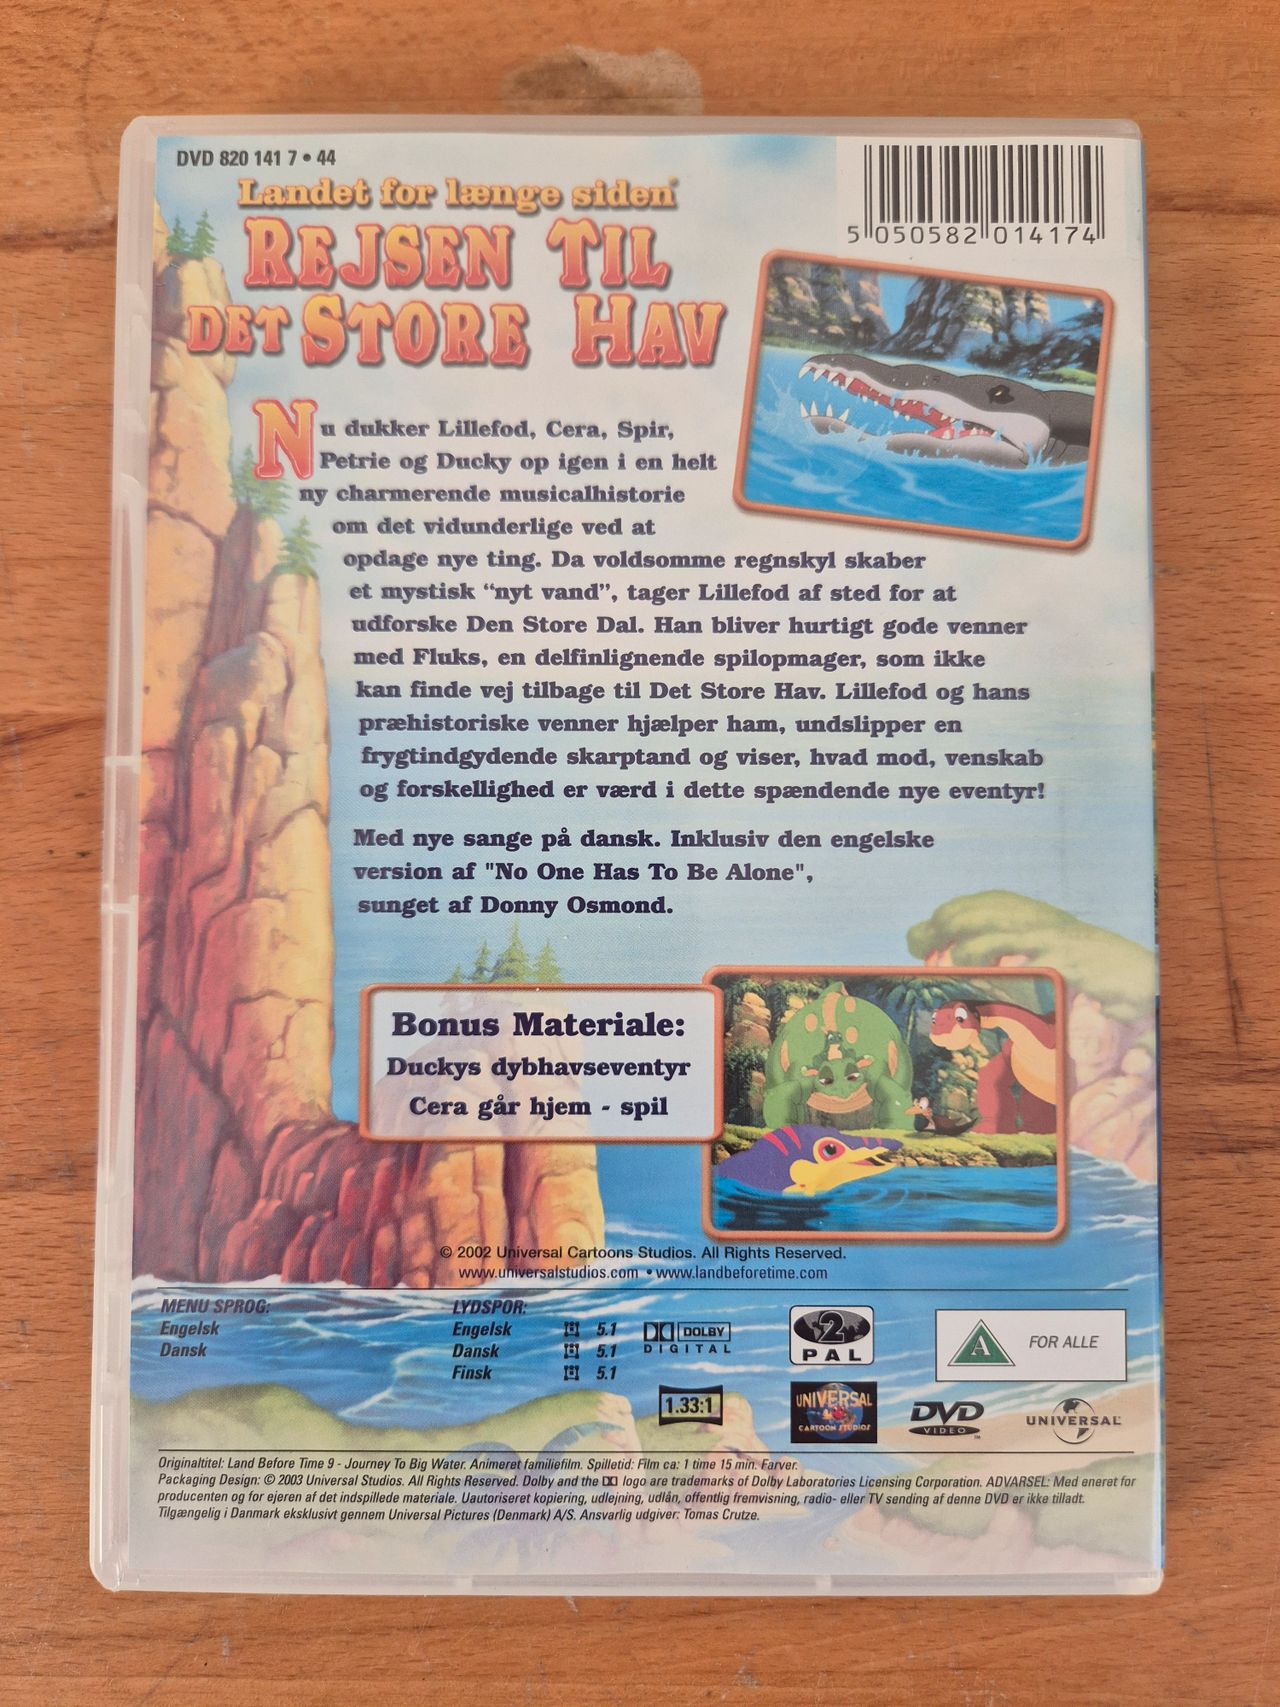 DVD 820 141 7 • 44
Landet for længe siden
REJSEN TIL
DET STORE HAV
5 050582 014174
Nu dukker Lillefod, Cera, Spir,
Petrie og Ducky op igen i en helt
ny charmerende musicalhistorie
om det vidunderlige ved at
opdage nye ting. Da voldsomme regnskyl skaber
et mystisk “nyt vand”, tager Lillefod af sted for at
udforske Den Store Dal. Han bliver hurtigt gode venner
med Fluks, en delfinlignende spilopmager, som ikke
kan finde vej tilbage til Det Store Hav. Lillefod og hans
præhistoriske venner hjælper ham, undslipper en
frygtindgydende skarptand og viser, hvad mod, venskab
og forskellighed er værd i dette spændende nye eventyr!
Med nye sange på dansk. Inklusiv den engelske
version af "No One Has To Be Alone",
sunget af Donny Osmond.
Bonus Materiale:
Duckys dybhavseventyr
Cera går hjem - spil
© 2002 Universal Cartoons Studios. All Rights Reserved.
www.universalstudios.com • www.landbeforetime.com
MENU SPROG:
Engelsk
Dansk
LYDSPOR:
Engelsk 5.1
Dansk 5.1
Finsk 5.1
DOLBY
DIGITAL
1.33:1
2
PAL
UNIVERSAL
CARTOON STUDIOS
A FOR ALLE
DVD
VIDEO
UNIVERSAL
Originaltitel: Land Before Time 9 - Journey To Big Water. Animeret familiefilm. Spilletid: Film ca: 1 time 15 min. Farver.
Packaging Design: © 2003 Universal Studios. All Rights Reserved. Dolby and the logo are trademarks of Dolby Laboratories Licensing Corporation. ADVARSEL: Med eneret for
producenten og for ejeren af det indspillede materiale. Uautoriseret kopiering, udlejning, udlån, offentlig fremvisning, radio- eller TV sending af denne DVD er ikke tilladt.
Tilgængelig i Danmark eksklusivt gennem Universal Pictures (Denmark) A/S. Ansvarlig udgiver: Tomas Crutze.